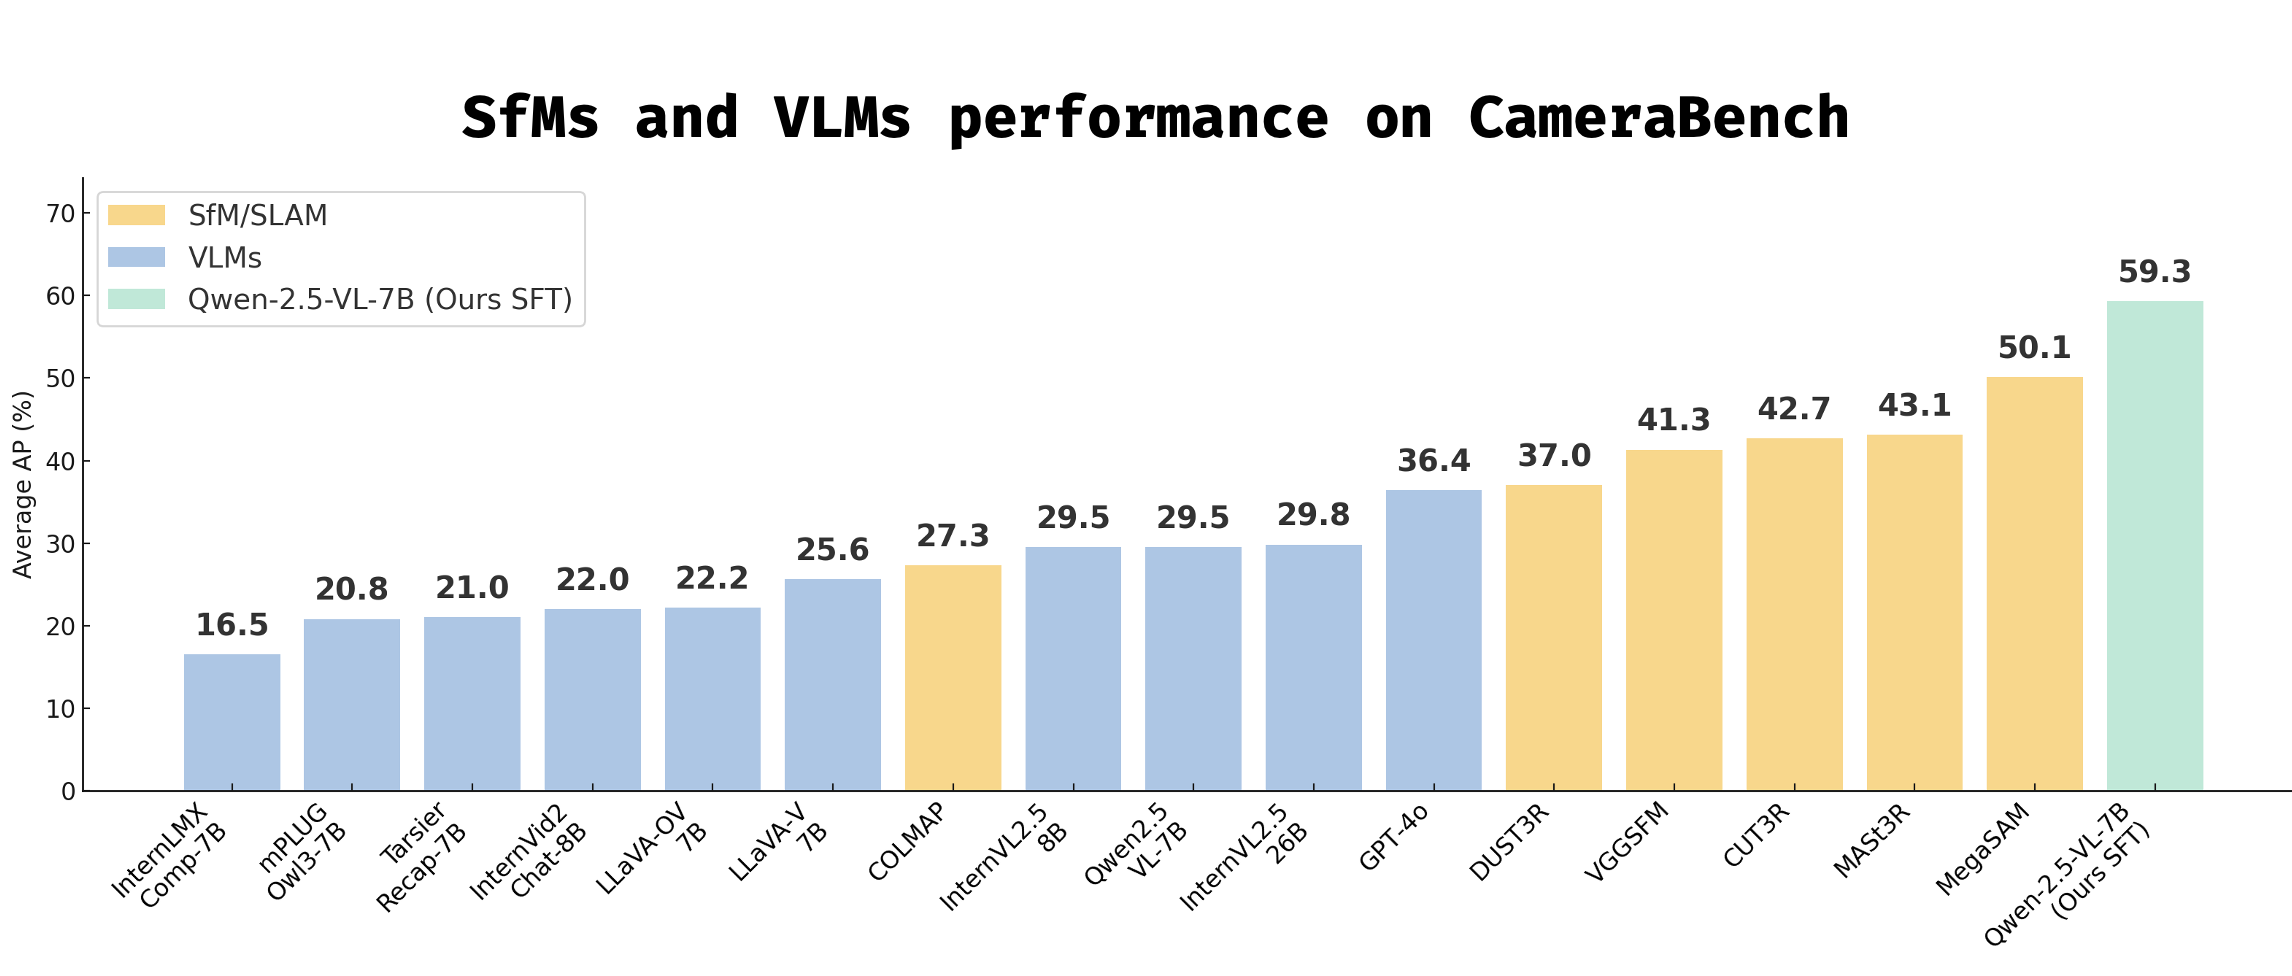 SfMs and VLMs performance on CameraBench
SfM/SLAM
VLMs
Qwen-2.5-VL-7B (Ours SFT)
Average AP (%)
70
60
50
40
30
20
10
0
16.5
20.8
21.0
22.0
22.2
25.6
27.3
29.5
29.5
29.8
36.4
37.0
41.3
42.7
43.1
50.1
59.3
InternLMX
Comp-7B
mPLUG
Owl3-7B
Tarsier
Recap-7B
InternVid2
Chat-8B
LLaVA-OV
7B
LLaVA-V
7B
COLMAP
InternVL2.5
8B
Qwen2.5
VL-7B
InternVL2.5
26B
GPT-4o
DUST3R
VGGSFM
CUT3R
MASt3R
MegaSAM
Qwen-2.5-VL-7B
(Ours SFT)